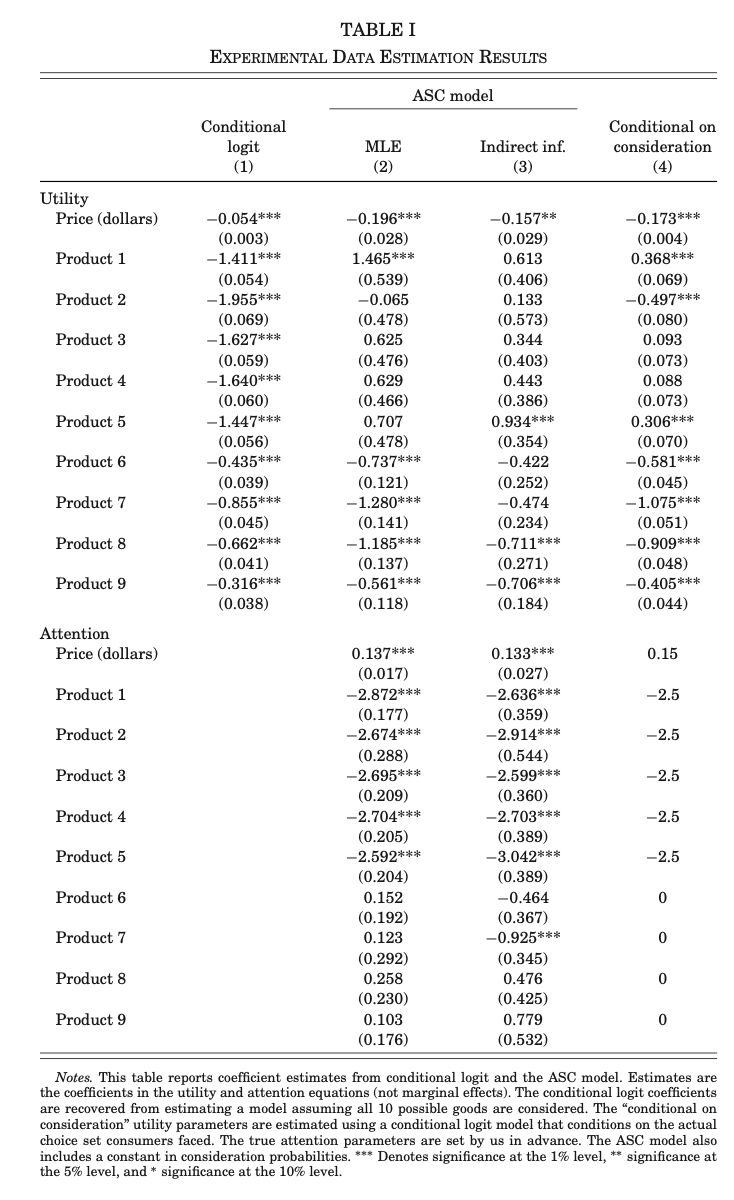 TABLE I
EXPERIMENTAL DATA ESTIMATION RESULTS
ASC model
Conditional logit (1) MLE (2) Indirect inf. (3) Conditional on consideration (4)
Utility
Price (dollars) −0.054*** −0.196*** −0.157** −0.173***
(0.003) (0.028) (0.029) (0.004)
Product 1 −1.411*** 1.465*** 0.613 0.368***
(0.054) (0.539) (0.406) (0.069)
Product 2 −1.955*** −0.065 0.133 −0.497***
(0.069) (0.478) (0.573) (0.080)
Product 3 −1.627*** 0.625 0.344 0.093
(0.059) (0.476) (0.403) (0.073)
Product 4 −1.640*** 0.629 0.443 0.088
(0.060) (0.466) (0.386) (0.073)
Product 5 −1.447*** 0.707 0.934*** 0.306***
(0.056) (0.478) (0.354) (0.070)
Product 6 −0.435*** −0.737*** −0.422 −0.581***
(0.039) (0.121) (0.252) (0.045)
Product 7 −0.855*** −1.280*** −0.474 −1.075***
(0.045) (0.141) (0.234) (0.051)
Product 8 −0.662*** −1.185*** −0.711*** −0.909***
(0.041) (0.137) (0.271) (0.048)
Product 9 −0.316*** −0.561*** −0.706*** −0.405***
(0.038) (0.118) (0.184) (0.044)
Attention
Price (dollars) 0.137*** 0.133*** 0.15
(0.017) (0.027)
Product 1 −2.872*** −2.636*** −2.5
(0.177) (0.359)
Product 2 −2.674*** −2.914*** −2.5
(0.288) (0.544)
Product 3 −2.695*** −2.599*** −2.5
(0.209) (0.360)
Product 4 −2.704*** −2.703*** −2.5
(0.205) (0.389)
Product 5 −2.592*** −3.042*** −2.5
(0.204) (0.389)
Product 6 0.152 −0.464 0
(0.192) (0.367)
Product 7 0.123 −0.925*** 0
(0.292) (0.345)
Product 8 0.258 0.476 0
(0.230) (0.425)
Product 9 0.103 0.779 0
(0.176) (0.532)
Notes. This table reports coefficient estimates from conditional logit and the ASC model. Estimates are
the coefficients in the utility and attention equations (not marginal effects). The conditional logit coefficients
are recovered from estimating a model assuming all 10 possible goods are considered. The “conditional on
consideration” utility parameters are estimated using a conditional logit model that conditions on the actual
choice set consumers faced. The true attention parameters are set by us in advance. The ASC model also
includes a constant in consideration probabilities. *** Denotes significance at the 1% level, ** significance at
the 5% level, and * significance at the 10% level.